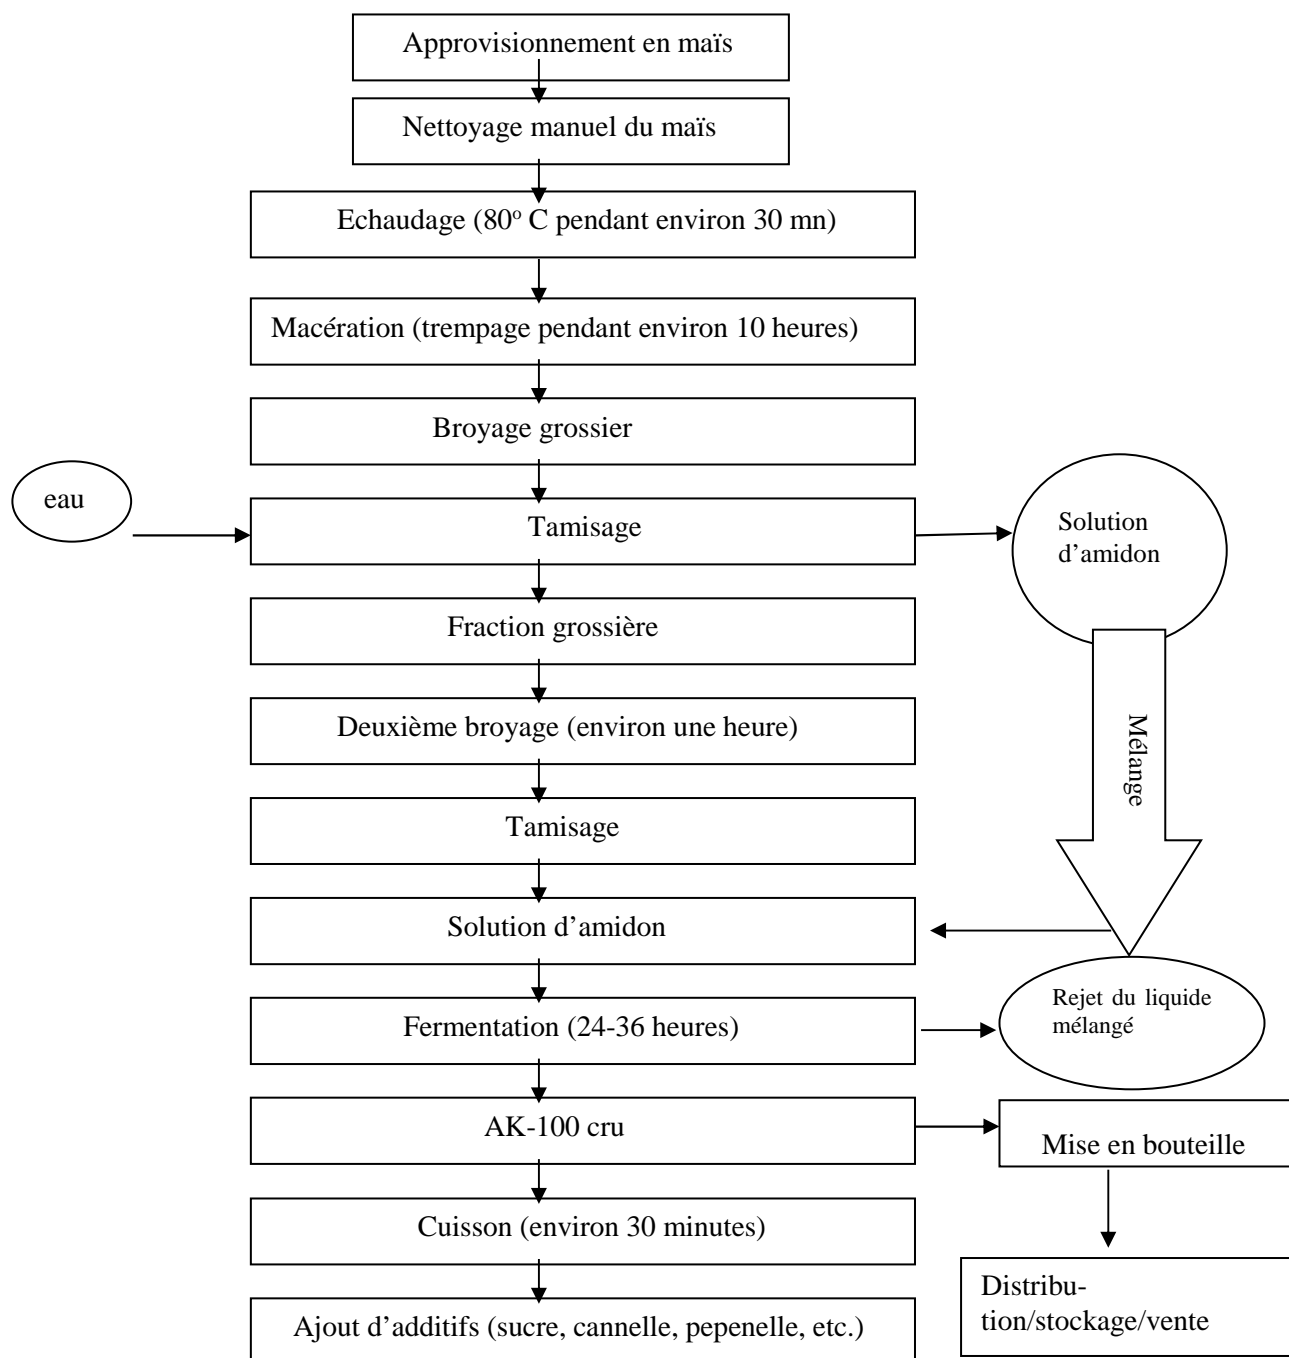 Approvisionnement en maïs
Nettoyage manuel du maïs
Echaudage (80º C pendant environ 30 mn)
Macération (trempage pendant environ 10 heures)
Broyage grossier
eau
Tamisage
Solution
d’amidon
Fraction grossière
Deuxième broyage (environ une heure)
Mélange
Tamisage
Solution d’amidon
Rejet du liquide
mélangé
Fermentation (24-36 heures)
AK-100 cru
Mise en bouteille
Cuisson (environ 30 minutes)
Distribu-
tion/stockage/vente
Ajout d’additifs (sucre, cannelle, pepenelle, etc.)